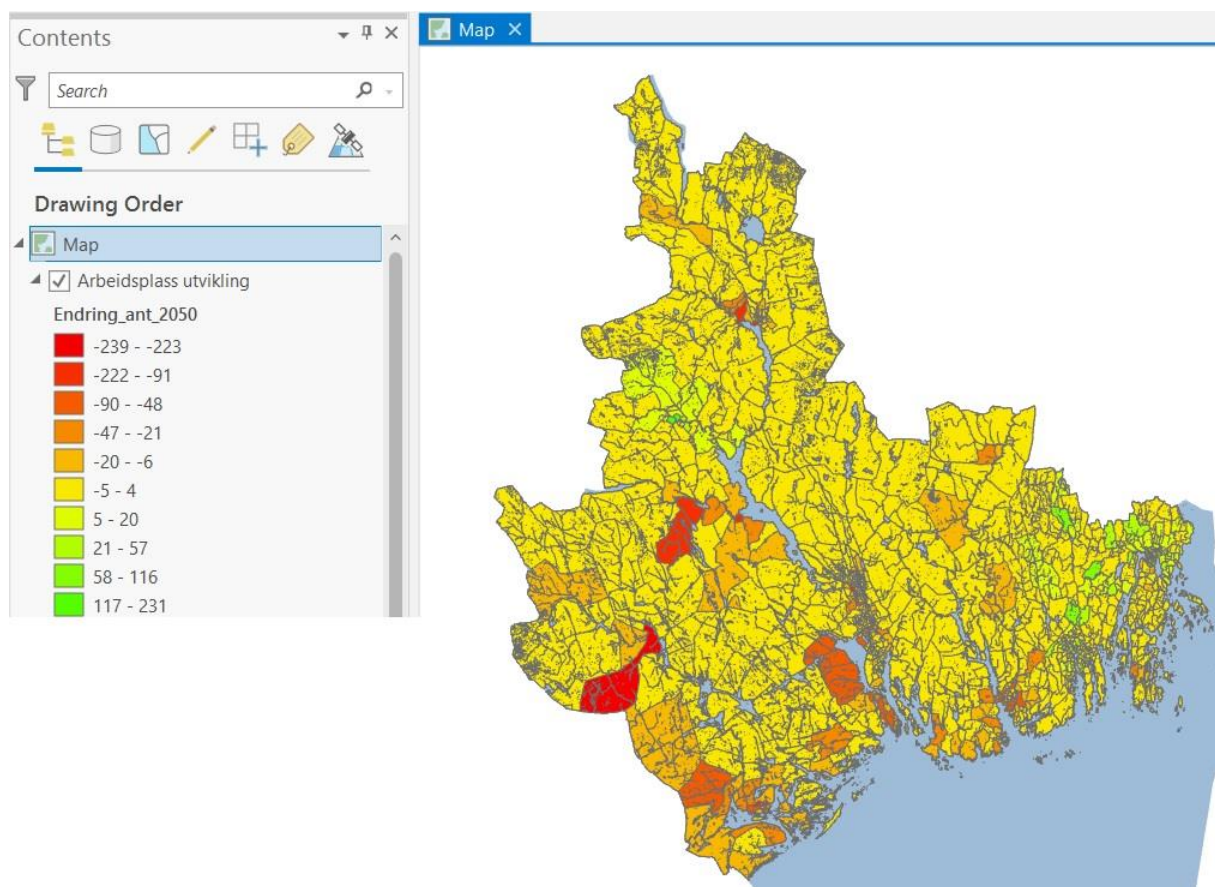 Contents
Map
Search
Drawing Order
Map
Arbeidsplass utvikling
Endring_ant_2050
-239 - -223
-222 - -91
-90 - -48
-47 - -21
-20 - -6
-5 - 4
5 - 20
21 - 57
58 - 116
117 - 231